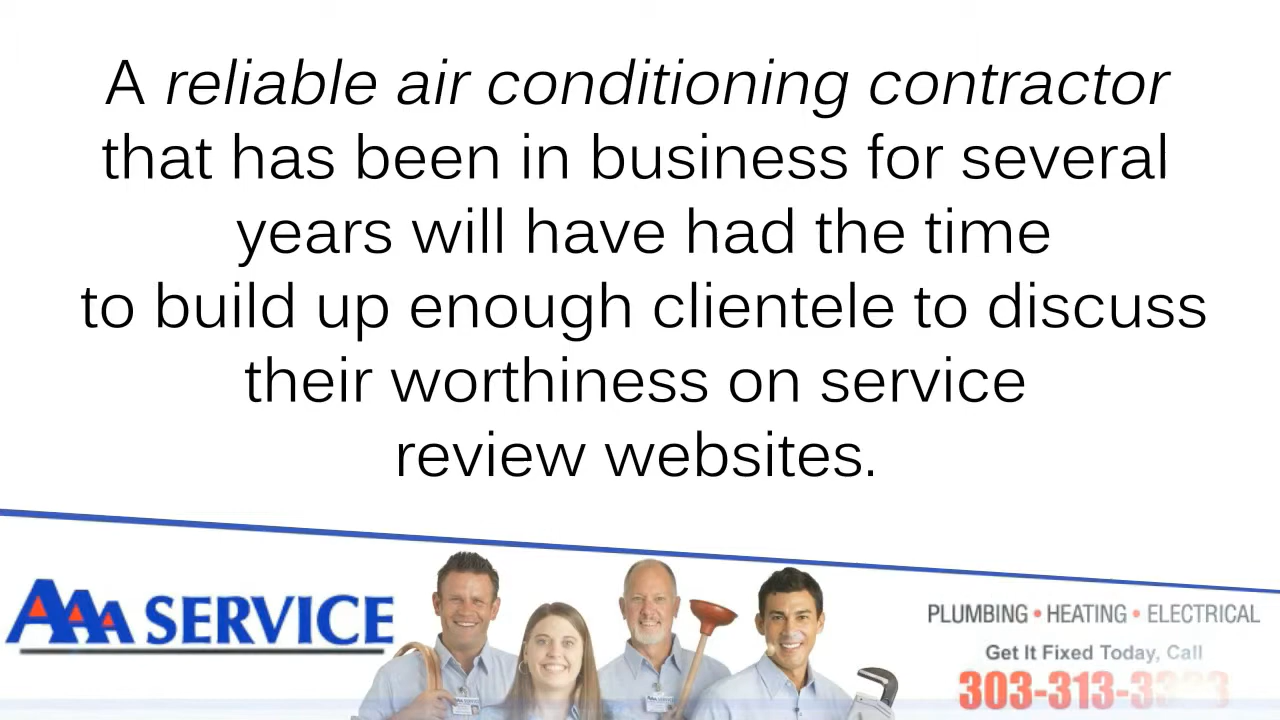 A reliable air conditioning contractor
that has been in business for several
years will have had the time
to build up enough clientele to discuss
their worthiness on service
review websites.
AAA SERVICE
PLUMBING • HEATING • ELECTRICAL
Get It Fixed Today, Call